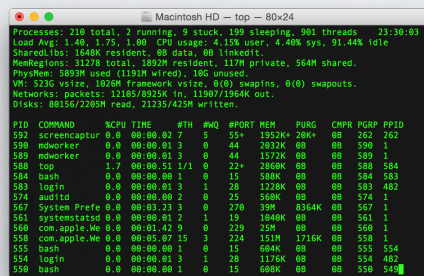 Macintosh HD — top — 80×24
Processes: 210 total, 2 running, 9 stuck, 199 sleeping, 901 threads 23:30:03
Load Avg: 1.40, 1.75, 1.00 CPU usage: 4.15% user, 4.40% sys, 91.44% idle
SharedLibs: 1648K resident, 0B data, 0B linkedit.
MemRegions: 31278 total, 1892M resident, 117M private, 564M shared.
PhysMem: 5893M used (1191M wired), 10G unused.
VM: 523G vsize, 1026M framework vsize, 0(0) swapins, 0(0) swapouts.
Networks: packets: 12105/8925K in, 11907/1964K out.
Disks: 80156/2205M read, 21235/425M written.
PID COMMAND %CPU TIME #TH #WQ #PORT MEM PURG CMPR PGRP PPID
592 screencaptur 0.0 00:00.02 7 5 55+ 1952K+ 20K+ 0B 262 262
590 mdworker 0.0 00:00.01 3 0 44 2032K 0B 0B 590 1
589 mdworker 0.0 00:00.01 3 0 44 1572K 0B 0B 589 1
588 top 1.7 00:00.51 1/1 0 22+ 2860K 0B 0B 588 584
584 bash 0.0 00:00.00 1 0 15 588K 0B 0B 584 583
583 login 0.0 00:00.01 3 1 28 1228K 0B 0B 583 482
574 auditd 0.0 00:00.00 2 0 25 560K 0B 0B 574 1
567 System Prefe 0.0 00:03.23 3 0 270 39M 8364K 0B 567 1
561 systemstatsd 0.0 00:00.01 2 1 19 1040K 0B 0B 561 1
560 com.apple.We 0.0 00:01.42 9 0 229 25M 0B 0B 560 1
558 com.apple.We 0.0 00:05.07 15 3 224 151M 1716K 0B 558 1
555 bash 0.0 00:00.00 1 0 15 604K 0B 0B 555 554
554 login 0.0 00:00.01 3 1 28 1176K 0B 0B 554 482
550 bash 0.0 00:00.00 1 0 15 608K 0B 0B 550 549